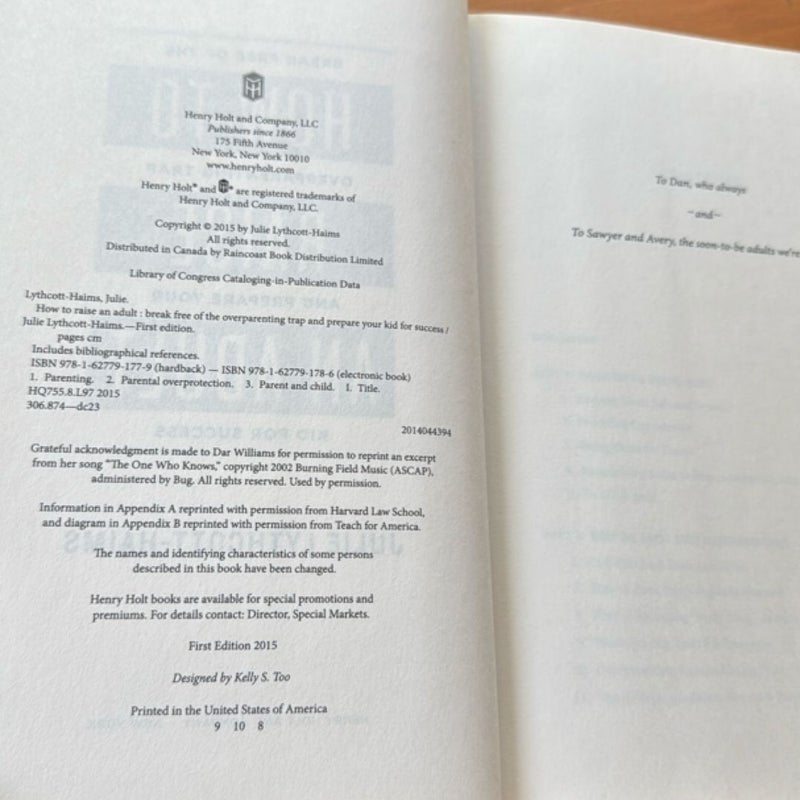 Henry Holt and Company, LLC
Publishers since 1866
175 Fifth Avenue
New York, New York 10010
www.henryholt.com
Henry Holt® and ® are registered trademarks of
Henry Holt and Company, LLC.
Copyright © 2015 by Julie Lythcott-Haims
All rights reserved.
Distributed in Canada by Raincoast Book Distribution Limited
Library of Congress Cataloging-in-Publication Data
Lythcott-Haims, Julie.
How to raise an adult : break free of the overparenting trap and prepare your kid for success /
Julie Lythcott-Haims.—First edition.
pages cm
Includes bibliographical references.
ISBN 978-1-62779-177-9 (hardback) — ISBN 978-1-62779-178-6 (electronic book)
1. Parenting. 2. Parental overprotection. 3. Parent and child. I. Title.
HQ755.8.L97 2015
306.874—dc23
2014044394
Grateful acknowledgment is made to Dar Williams for permission to reprint an excerpt
from her song "The One Who Knows," copyright 2002 Burning Field Music (ASCAP),
administered by Bug. All rights reserved. Used by permission.
Information in Appendix A reprinted with permission from Harvard Law School,
and diagram in Appendix B reprinted with permission from Teach for America.
The names and identifying characteristics of some persons
described in this book have been changed.
Henry Holt books are available for special promotions and
premiums. For details contact: Director, Special Markets.
First Edition 2015
Designed by Kelly S. Too
Printed in the United States of America
9 10 8
To Dan, who always
—and—
To Sawyer and Avery, the soon-to-be adults we're